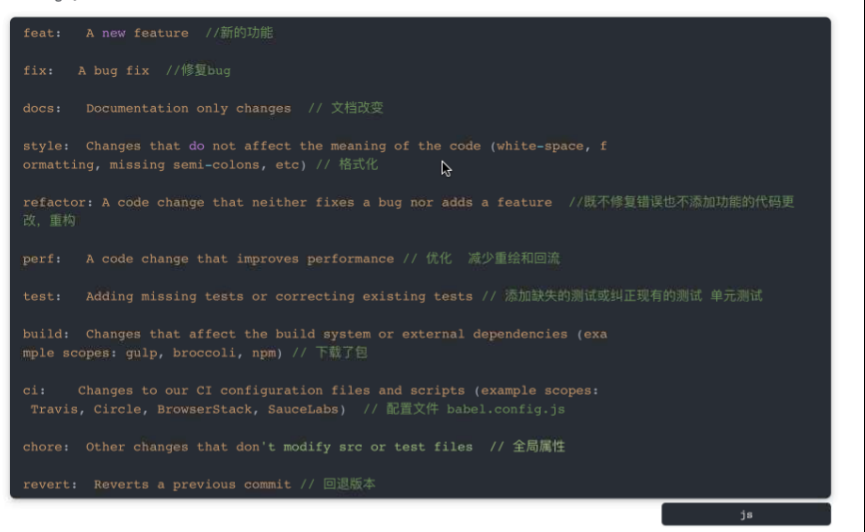 feat:   A new feature  //新的功能
fix:   A bug fix  //修复bug
docs:   Documentation only changes  // 文档改变
style:  Changes that do not affect the meaning of the code (white-space, f
ormatting, missing semi-colons, etc) // 格式化
refactor: A code change that neither fixes a bug nor adds a feature  //既不修复错误也不添加功能的代码更
改，重构
perf:   A code change that improves performance // 优化  减少重绘和回流
test:   Adding missing tests or correcting existing tests // 添加缺失的测试或纠正现有的测试 单元测试
build:  Changes that affect the build system or external dependencies (exa
mple scopes: gulp, broccoli, npm) // 下载了包
ci:    Changes to our CI configuration files and scripts (example scopes:
 Travis, Circle, BrowserStack, SauceLabs)  // 配置文件 babel.config.js
chore:  Other changes that don't modify src or test files  // 全局属性
revert:  Reverts a previous commit // 回退版本
js